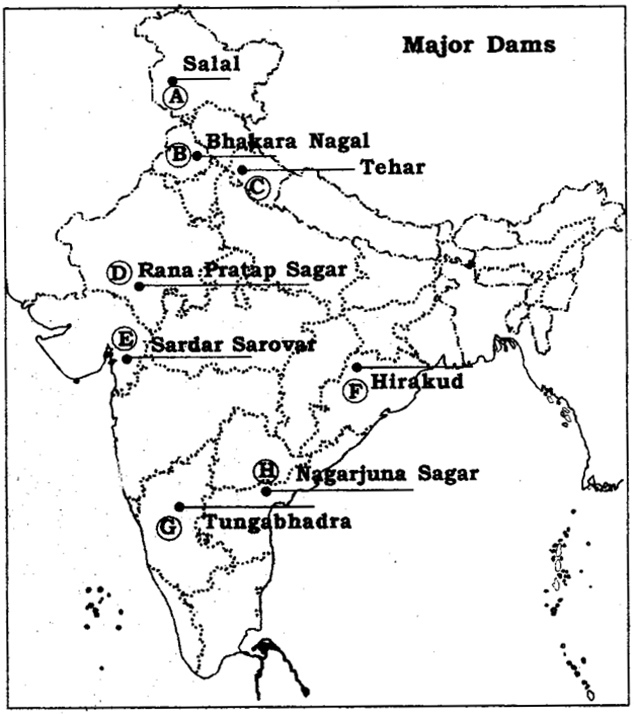 Major Dams
Salal
A
Bhakara Nagal
B
Tehar
C
D
Rana Pratap Sagar
E
Sardar Sarovar
Hirakud
F
H
Nagarjuna Sagar
G
Tungabhadra